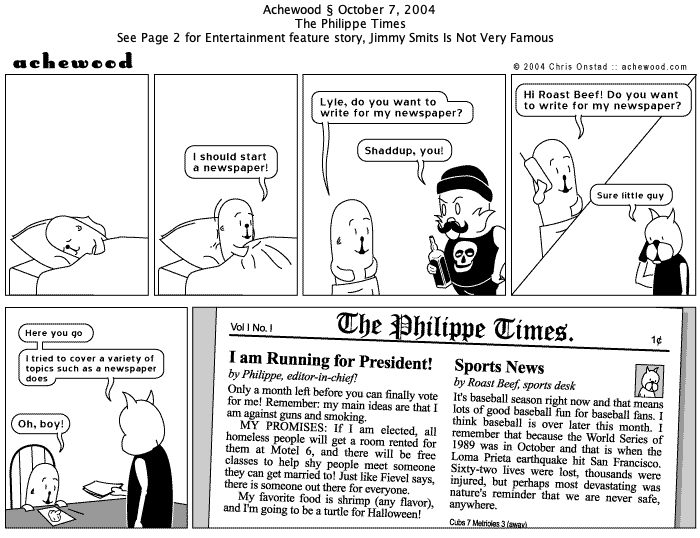 Achewood § October 7, 2004
The Philippe Times
See Page 2 for Entertainment feature story, Jimmy Smits Is Not Very Famous
achewood
© 2004 Chris Onstad :: achewood.com
I should start
a newspaper!
Lyle, do you want to
write for my newspaper?
Shaddup, you!
Hi Roast Beef! Do you want
to write for my newspaper?
Sure little guy
Here you go
I tried to cover a variety of
topics such as a newspaper
does
Oh, boy!
Vol I No. I
The Philippe Times.
1¢
I am Running for President!
by Philippe, editor-in-chief!
Only a month left before you can finally vote
for me! Remember: my main ideas are that I
am against guns and smoking.
MY PROMISES: If I am elected, all
homeless people will get a room rented for
them at Motel 6, and there will be free
classes to help shy people meet someone
they can get married to! Just like Fievel says,
there is someone out there for everyone.
My favorite food is shrimp (any flavor),
and I'm going to be a turtle for Halloween!
Sports News
by Roast Beef, sports desk
It's baseball season right now and that means
lots of good baseball fun for baseball fans. I
think baseball is over later this month. I
remember that because the World Series of
1989 was in October and that is when the
Loma Prieta earthquake hit San Francisco.
Sixty-two lives were lost, thousands were
injured, but perhaps most devastating was
nature's reminder that we are never safe,
anywhere.
Cubs 7 Metrioles 3 (away)